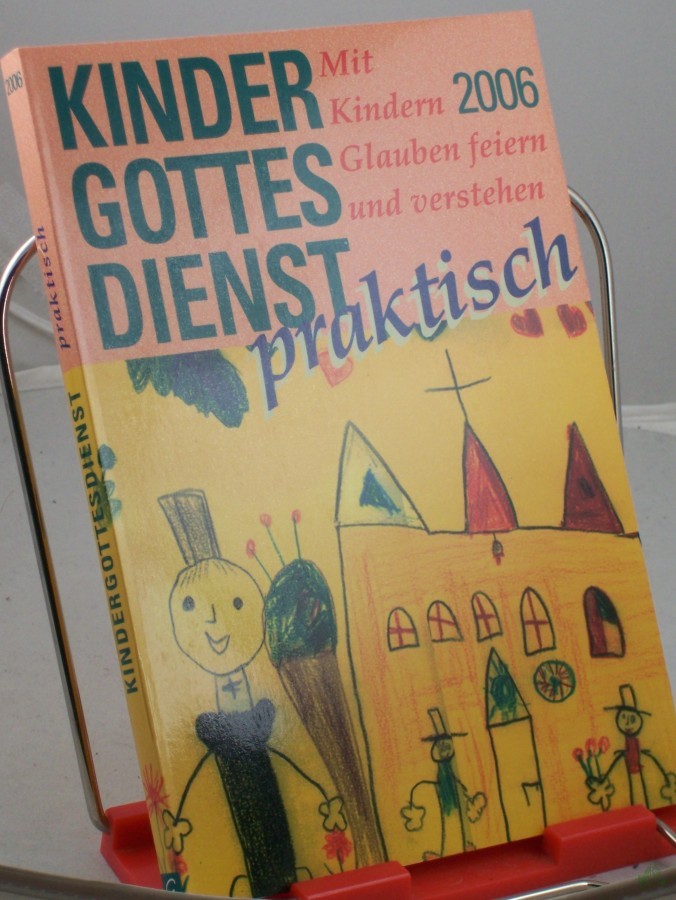 KINDER
GOTTES
DIENST
praktisch
Mit
Kindern 2006
Glauben feiern
und verstehen
2006
praktisch
KINDERGOTTESDIENST